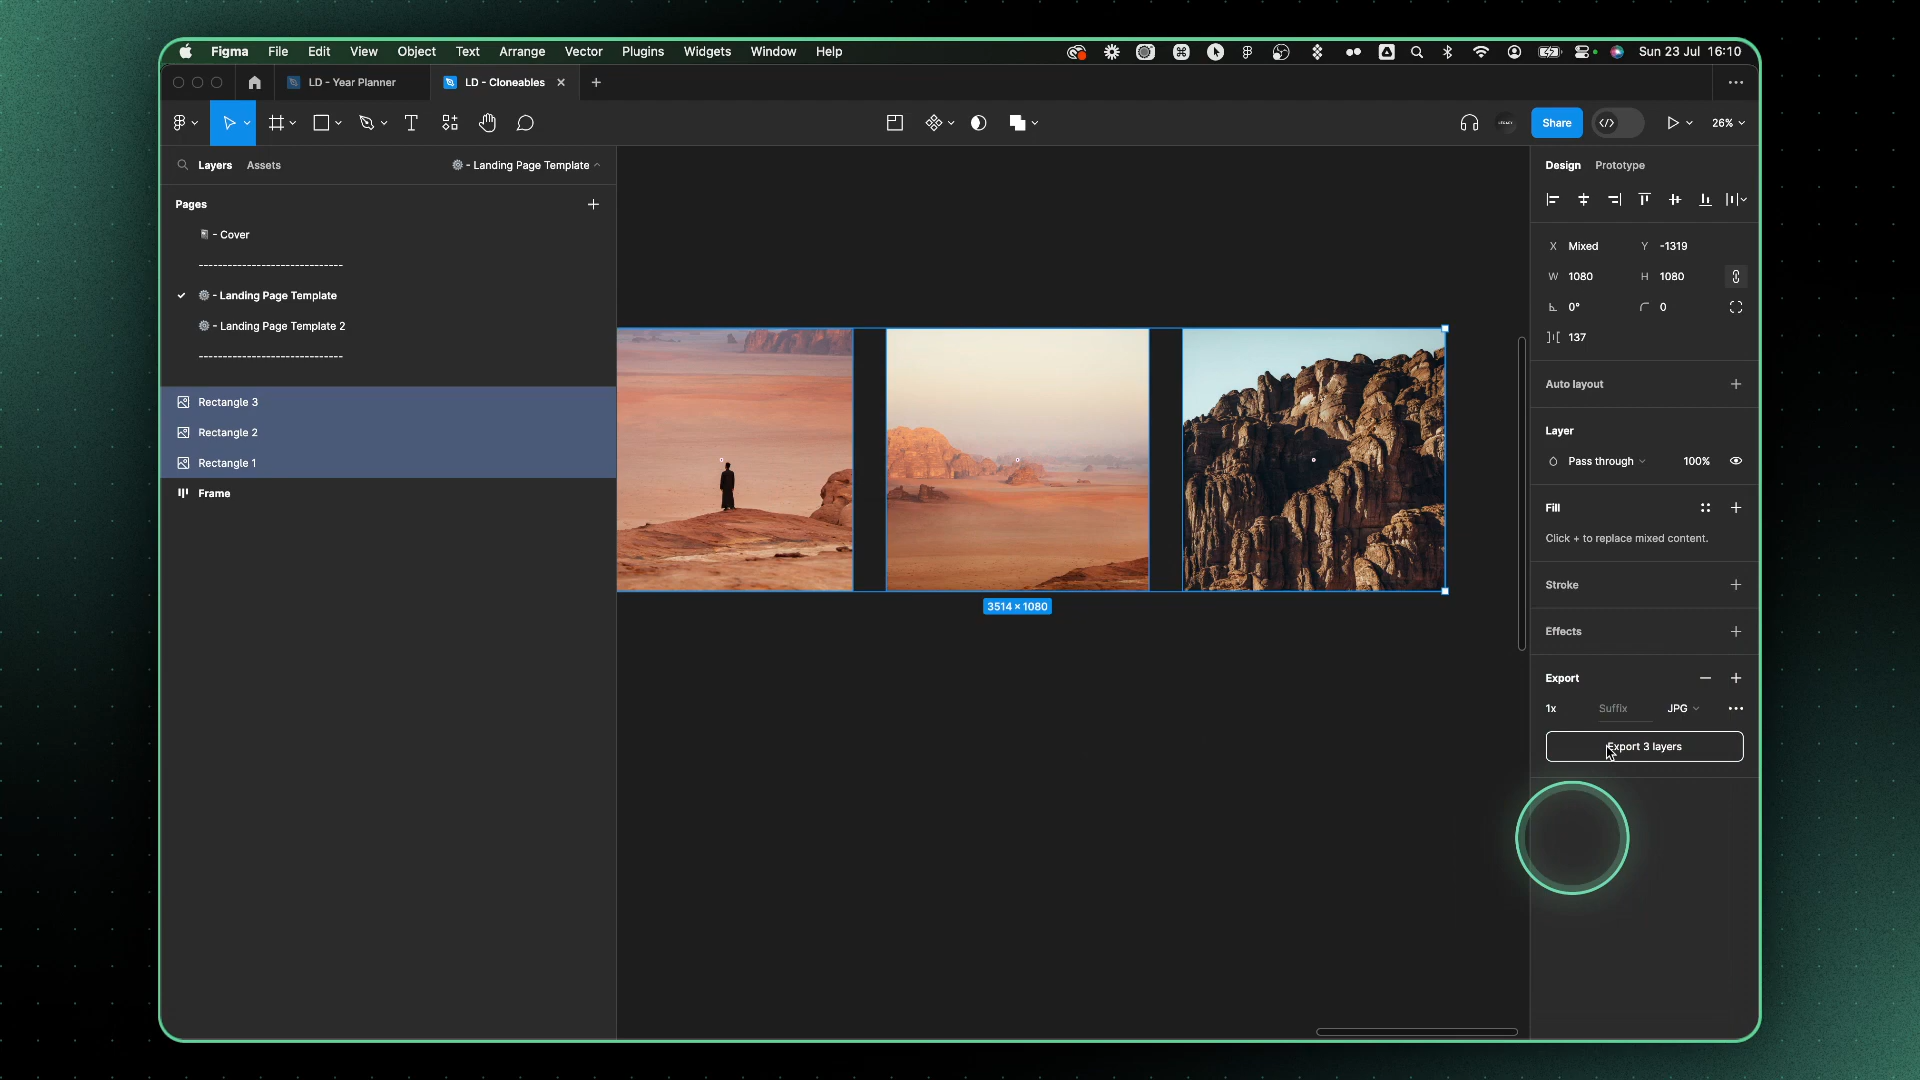 Figma File Edit View Object Text Arrange Vector Plugins Widgets Window Help Sun 23 Jul 16:10
LD - Year Planner LD - Cloneables
Share 26%
Layers Assets - Landing Page Template Design Prototype
Pages
- Cover
------------------------------
- Landing Page Template
- Landing Page Template 2
------------------------------
Rectangle 3
Rectangle 2
Rectangle 1
Frame
3514 × 1080
X Mixed Y -1319
W 1080 H 1080
0° 0
137
Auto layout
Layer
Pass through 100%
Fill
Click + to replace mixed content.
Stroke
Effects
Export
1x Suffix JPG
Export 3 layers